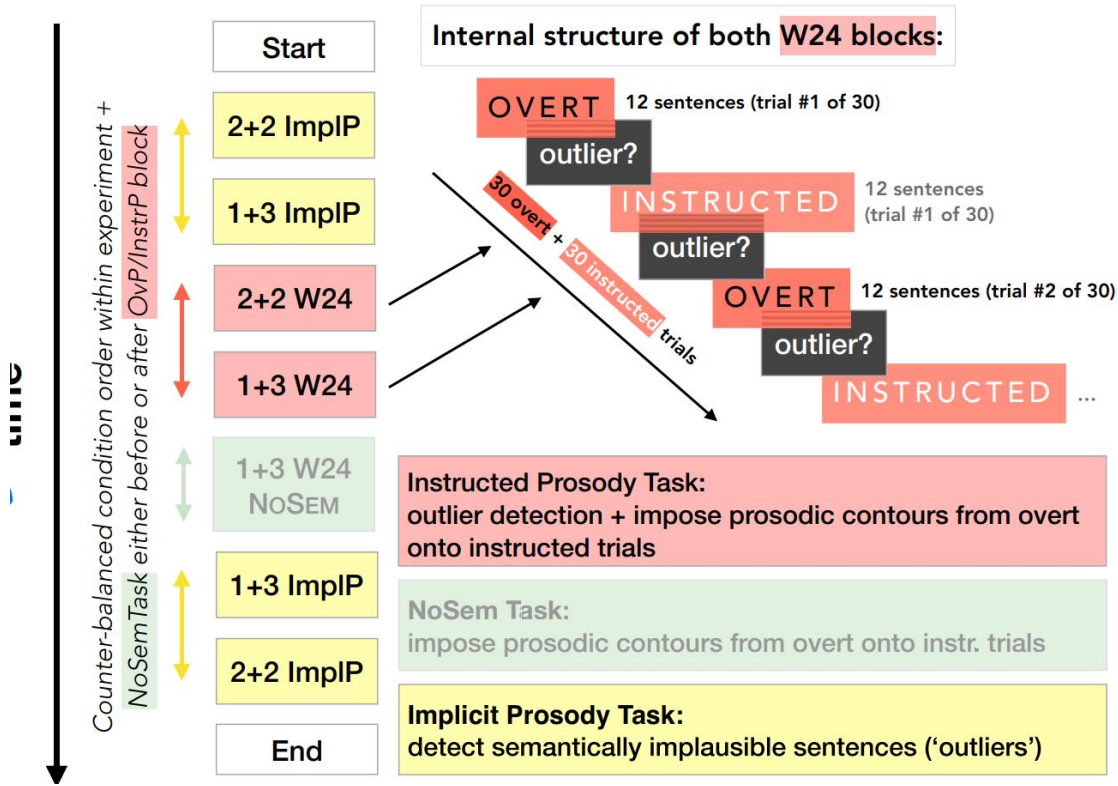 Start
2+2 ImplP
1+3 ImplP
2+2 W24
1+3 W24
1+3 W24
NOSEM
1+3 ImplP
2+2 ImplP
End
Counter-balanced condition order within experiment +
NoSemTask either before or after OvP/InstrP block
Internal structure of both W24 blocks:
OVERT
12 sentences (trial #1 of 30)
outlier?
INSTRUCTED
12 sentences
(trial #1 of 30)
outlier?
OVERT
12 sentences (trial #2 of 30)
outlier?
INSTRUCTED
...
30 overt + 30 instructed trials
Instructed Prosody Task:
outlier detection + impose prosodic contours from overt
onto instructed trials
NoSem Task:
impose prosodic contours from overt onto instr. trials
Implicit Prosody Task:
detect semantically implausible sentences (‘outliers’)